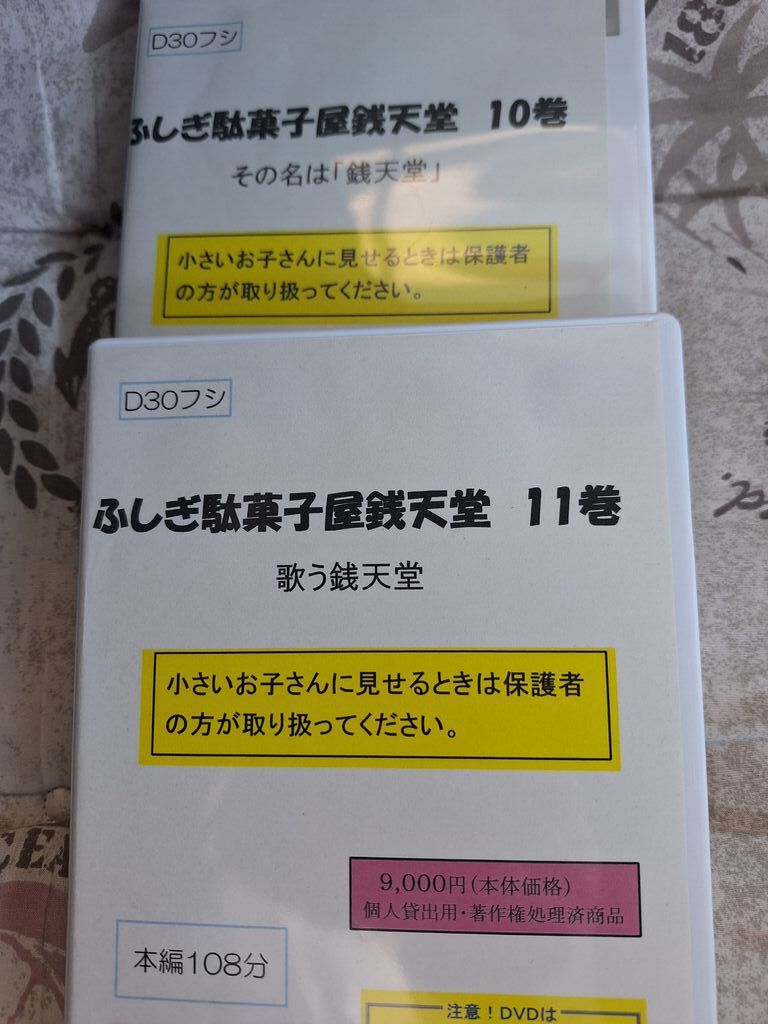 D30フシ
ふしぎ駄菓子屋銭天堂 10巻
その名は「銭天堂」
小さいお子さんに見せるときは保護者
の方が取り扱ってください。
D30フシ
ふしぎ駄菓子屋銭天堂 11巻
歌う銭天堂
小さいお子さんに見せるときは保護者
の方が取り扱ってください。
9,000円(本体価格)
個人貸出用・著作権処理済商品
本編108分
注意!DVDは